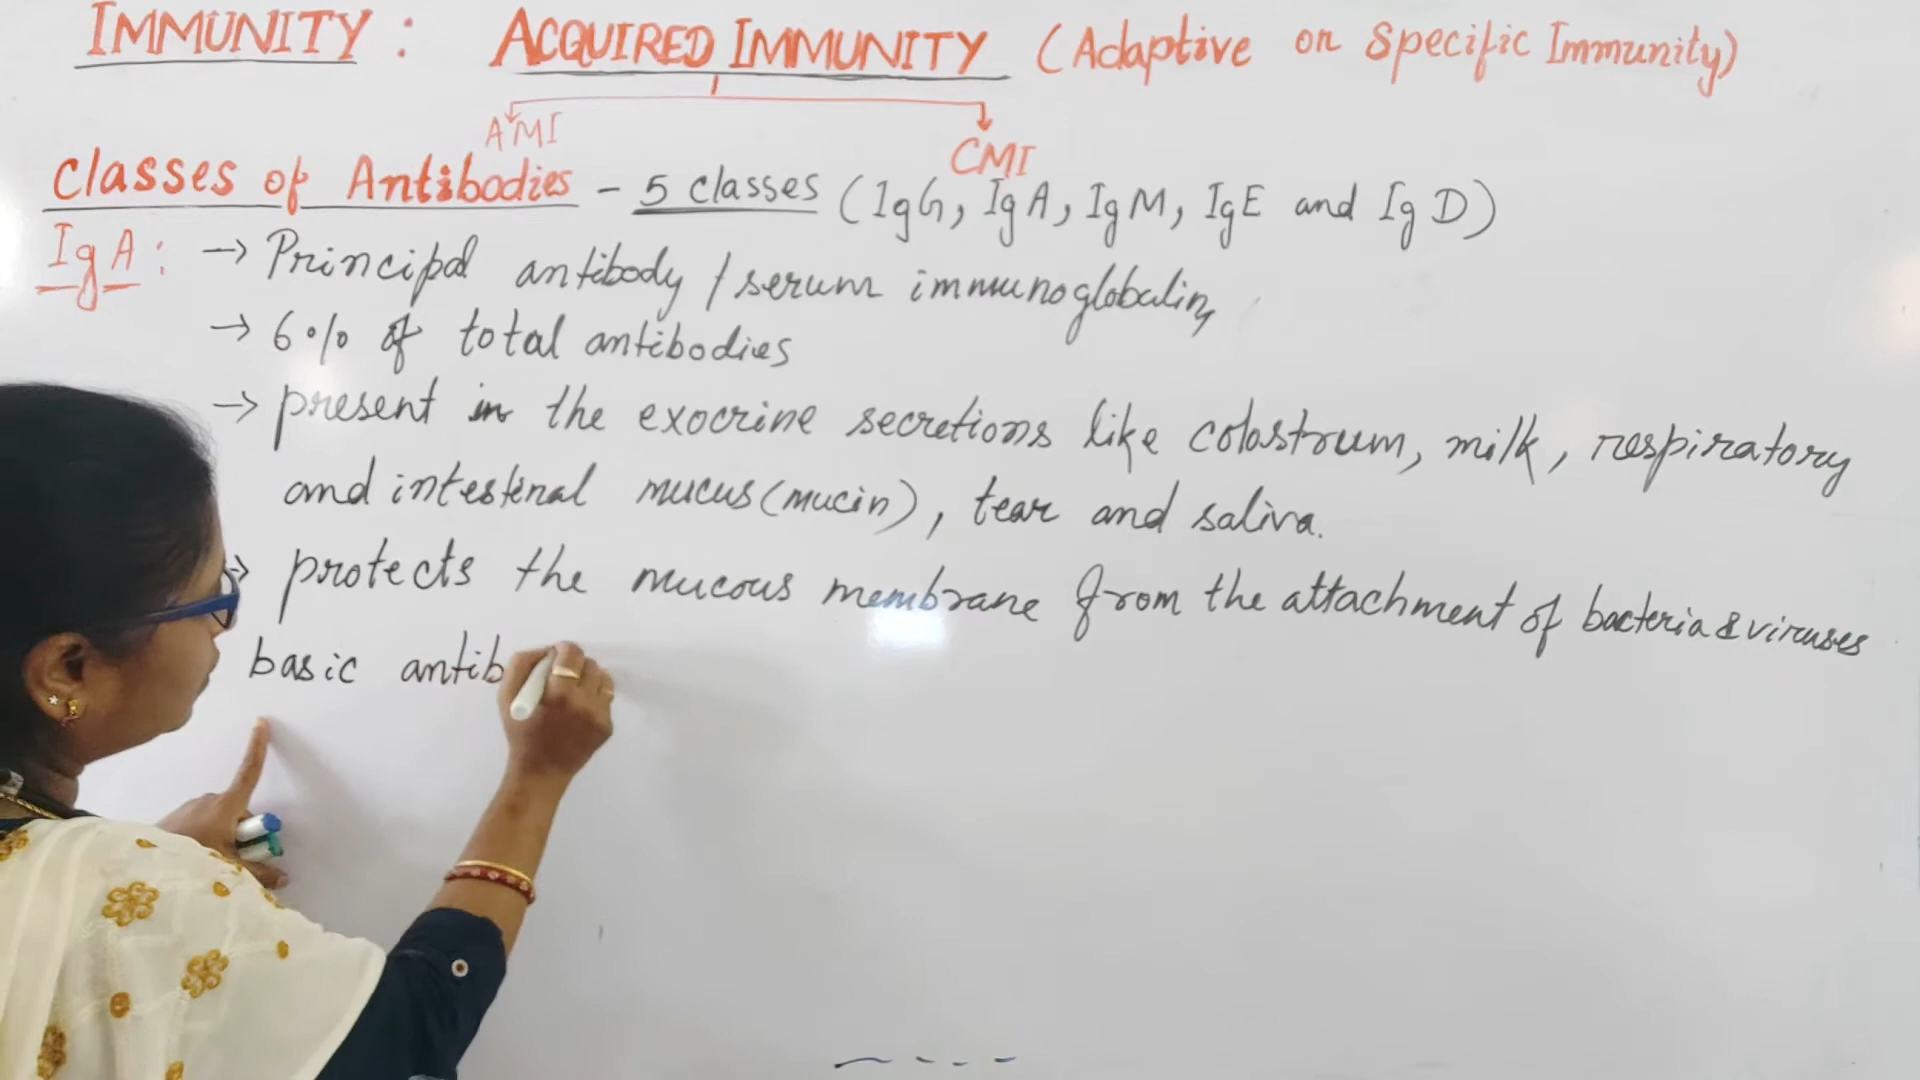 IMMUNITY : ACQUIRED IMMUNITY (Adaptive or Specific Immunity)
AMI CMI
Classes of Antibodies - 5 classes (IgG, IgA, IgM, IgE and IgD)
IgA: → Principal antibody / serum immunoglobulin,
→ 6% of total antibodies
→ present in the exocrine secretions like colostrum, milk, respiratory
and intestinal mucus (mucin), tear and saliva.
→ protects the mucous membrane from the attachment of bacteria & viruses
basic antib